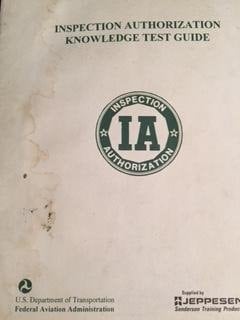 INSPECTION AUTHORIZATION
KNOWLEDGE TEST GUIDE
INSPECTION
IA
AUTHORIZATION
U.S. Department of Transportation
Federal Aviation Administration
Supplied by
JEPPESEN
Sanderson Training Products